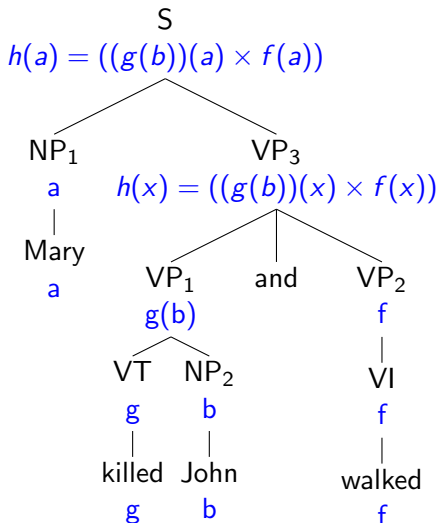 S
h(a) = ((g(b))(a) × f(a))
NP₁ VP₃
a h(x) = ((g(b))(x) × f(x))
Mary VP₁ and VP₂
a g(b) f
VT NP₂ VI
g b f
killed John walked
g b f